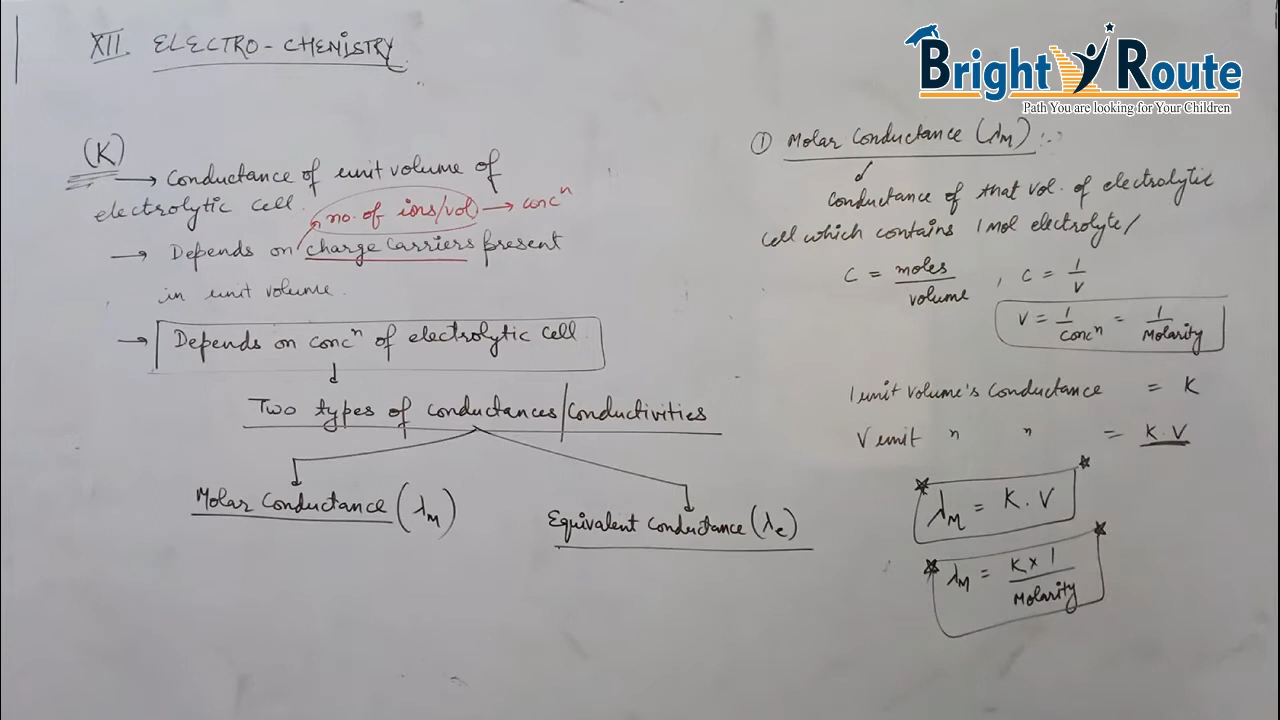 XII. ELECTRO-CHEMISTRY
Bright Route
Path You are looking for Your Children
(K)
→ Conductance of unit volume of
electrolytic cell.
no. of ions/vol → concⁿ
→ Depends on charge carriers present
in unit volume.
→ Depends on concⁿ of electrolytic cell
Two types of conductances/conductivities
Molar Conductance (λM)
Equivalent Conductance (λe)
① Molar Conductance (λM) :-
Conductance of that vol. of electrolytic
cell which contains 1 mol electrolyte/
C = moles/volume , C = 1/V
V = 1/Concⁿ = 1/Molarity
1 unit volume's conductance = K
V unit " " = K.V
λM = K.V
λM = K×1/Molarity